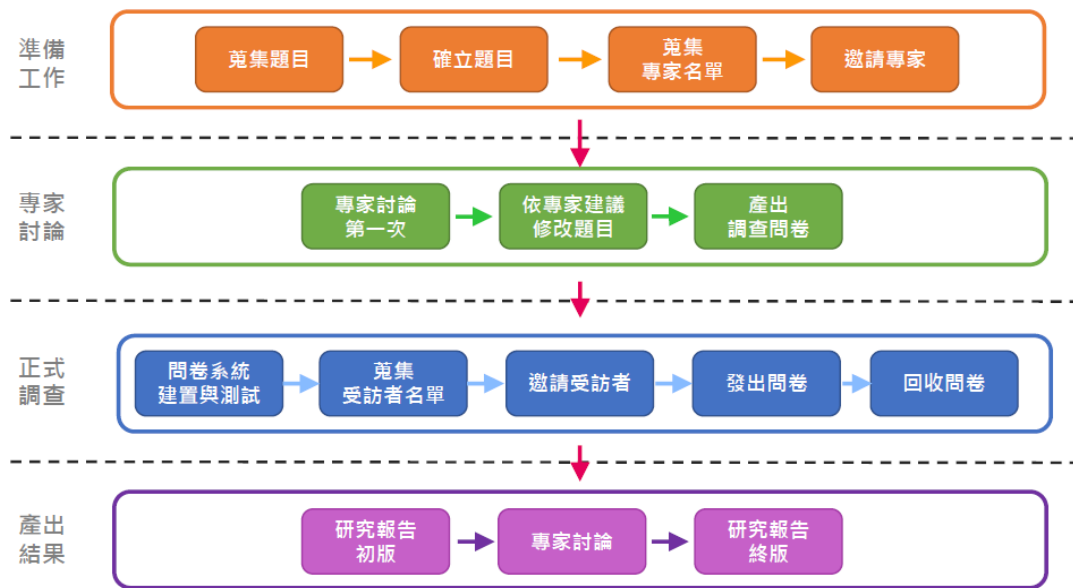 準備
工作
蒐集題目
確立題目
蒐集
專家名單
邀請專家
專家
討論
專家討論
第一次
依專家建議
修改題目
產出
調查問卷
正式
調查
問卷系統
建置與測試
蒐集
受訪者名單
邀請受訪者
發出問卷
回收問卷
產出
結果
研究報告
初版
專家討論
研究報告
終版